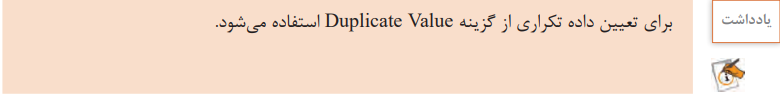 یادداشت
برای تعیین داده تکراری از گزینه Duplicate Value استفاده می‌شود.